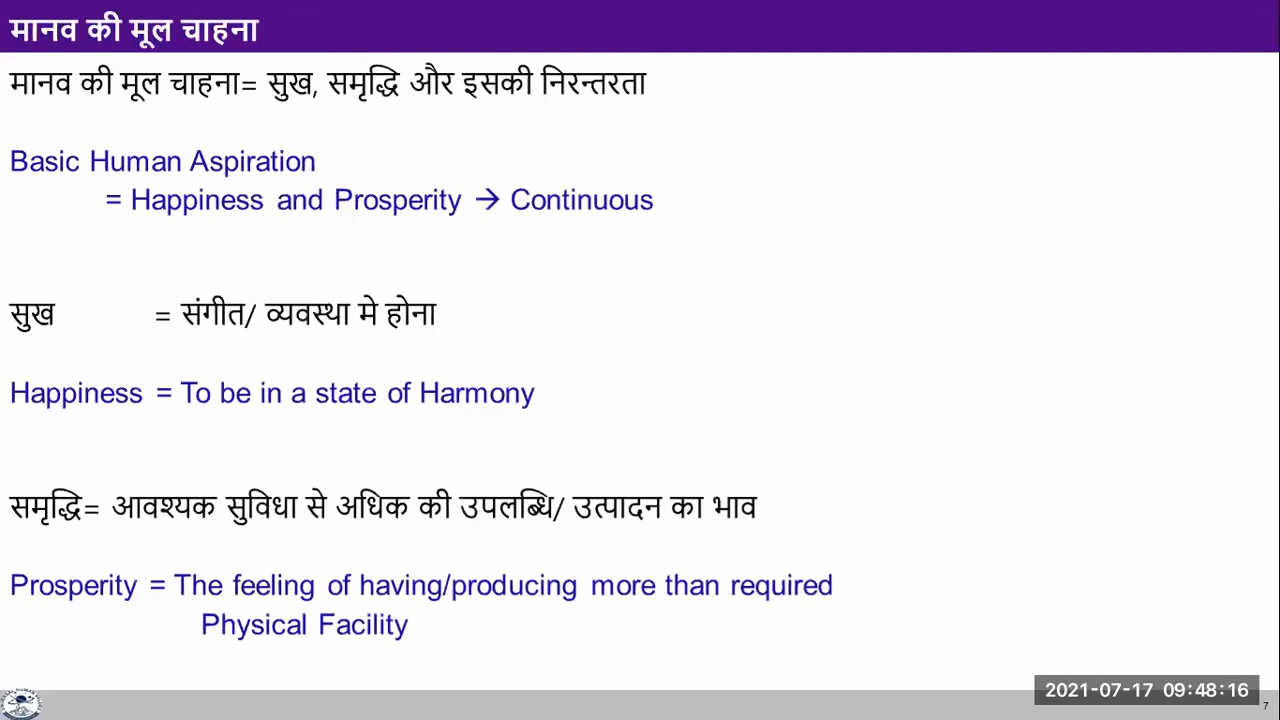 मानव की मूल चाहना
मानव की मूल चाहना= सुख, समृद्धि और इसकी निरन्तरता
Basic Human Aspiration
= Happiness and Prosperity → Continuous
सुख = संगीत/ व्यवस्था मे होना
Happiness = To be in a state of Harmony
समृद्धि= आवश्यक सुविधा से अधिक की उपलब्धि/ उत्पादन का भाव
Prosperity = The feeling of having/producing more than required
Physical Facility
2021-07-17 09:48:16
7